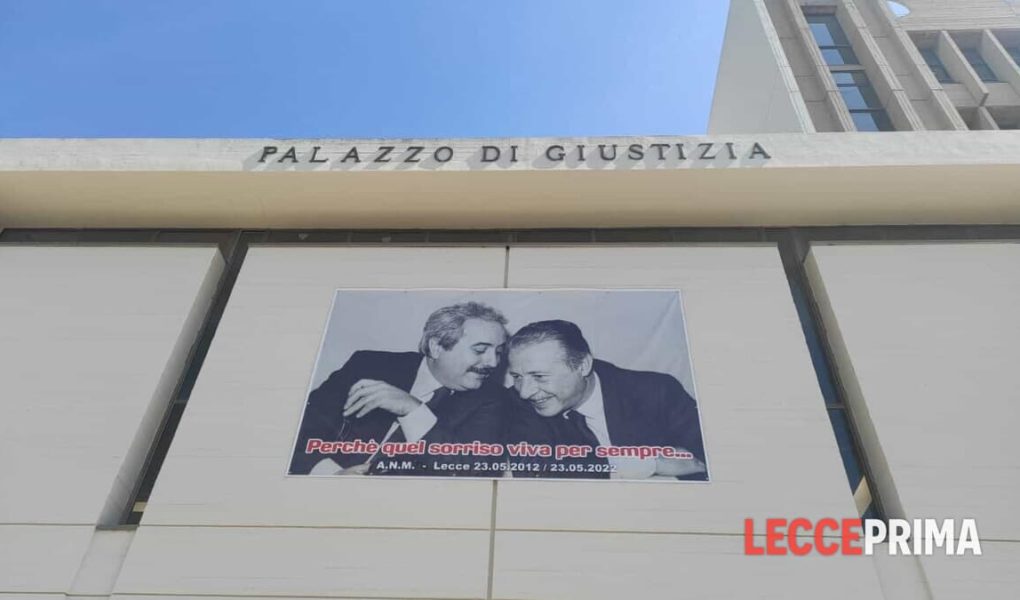 PALAZZO DI GIUSTIZIA
Perchè quel sorriso viva per sempre...
A.N.M. - Lecce 23.05.2012 / 23.05.2022
LECCEPRIMA